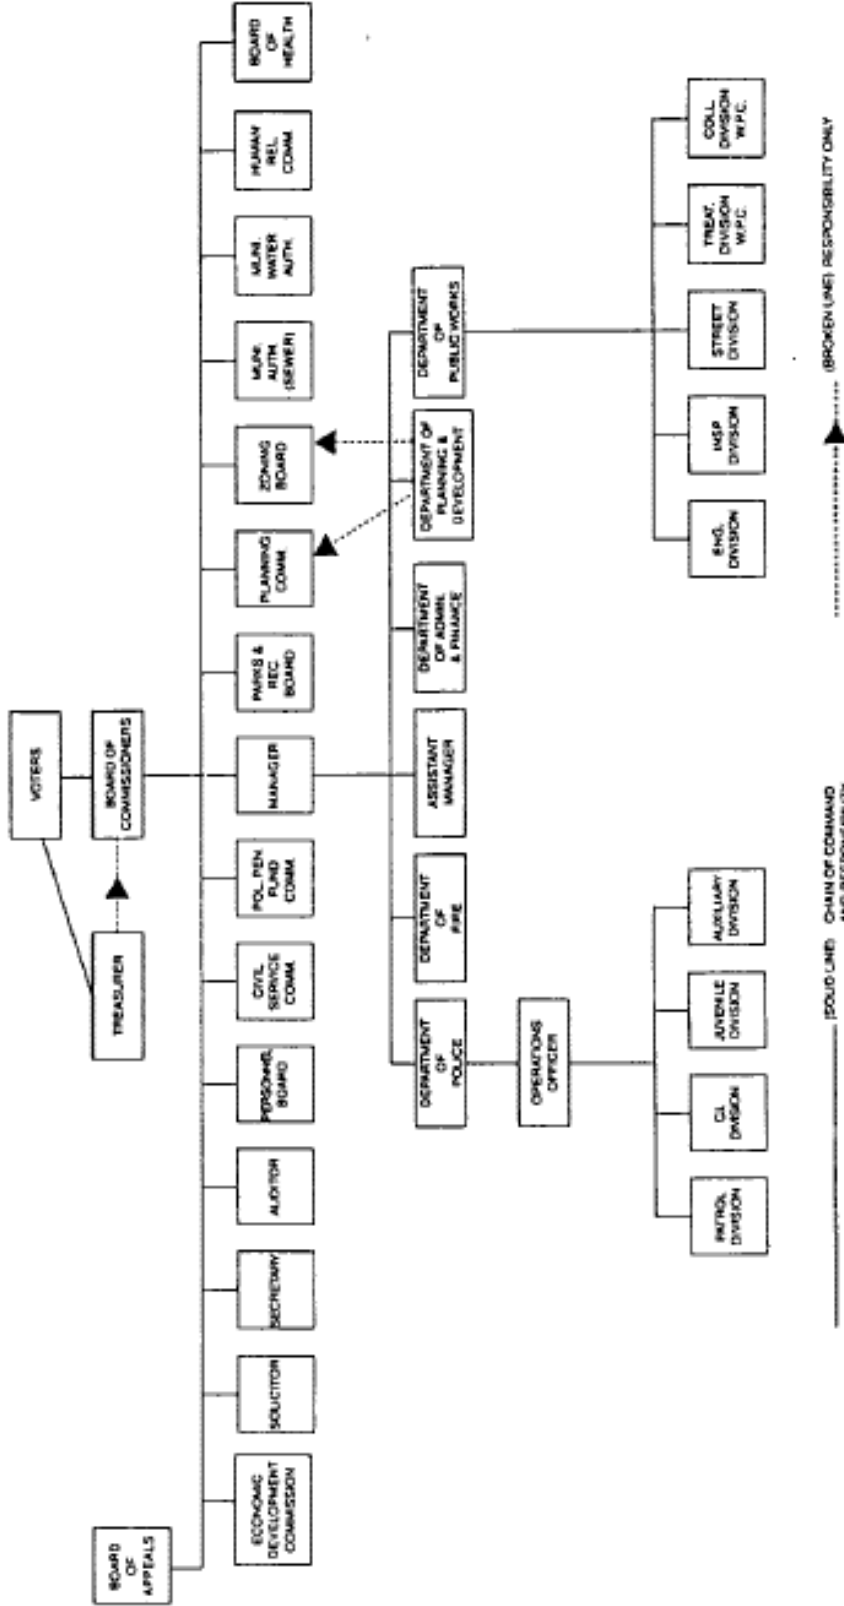 VOTERS
TREASURER
BOARD OF
COMMISSIONERS
BOARD
OF
APPEALS
ECONOMIC
DEVELOPMENT
COMMISSION
SOLICITOR
SECRETARY
AUDITOR
PERSONNEL
BOARD
CIVIL
SERVICE
COMM.
POL. PEN.
FUND
COMM.
MANAGER
PARKS &
REC.
BOARD
PLANNING
COMM.
ZONING
BOARD
MUNI.
AUTH.
(SEWER)
MUNI.
WATER
AUTH.
HUMAN
REL.
COMM.
BOARD
OF
HEALTH
DEPARTMENT
OF
POLICE
DEPARTMENT
OF
FIRE
ASSISTANT
MANAGER
DEPARTMENT
OF ADMIN.
& FINANCE
DEPARTMENT OF
PLANNING &
DEVELOPMENT
DEPARTMENT
OF
PUBLIC WORKS
OPERATIONS
OFFICER
PATROL
DIVISION
C.I.
DIVISION
JUVENILE
DIVISION
AUXILIARY
DIVISION
ENG.
DIVISION
INSP.
DIVISION
STREET
DIVISION
TREAT.
DIVISION
W.P.C.
COLL.
DIVISION
W.P.C.
(SOLID LINE) CHAIN OF COMMAND
AND RESPONSIBILITY
(BROKEN LINE) RESPONSIBILITY ONLY